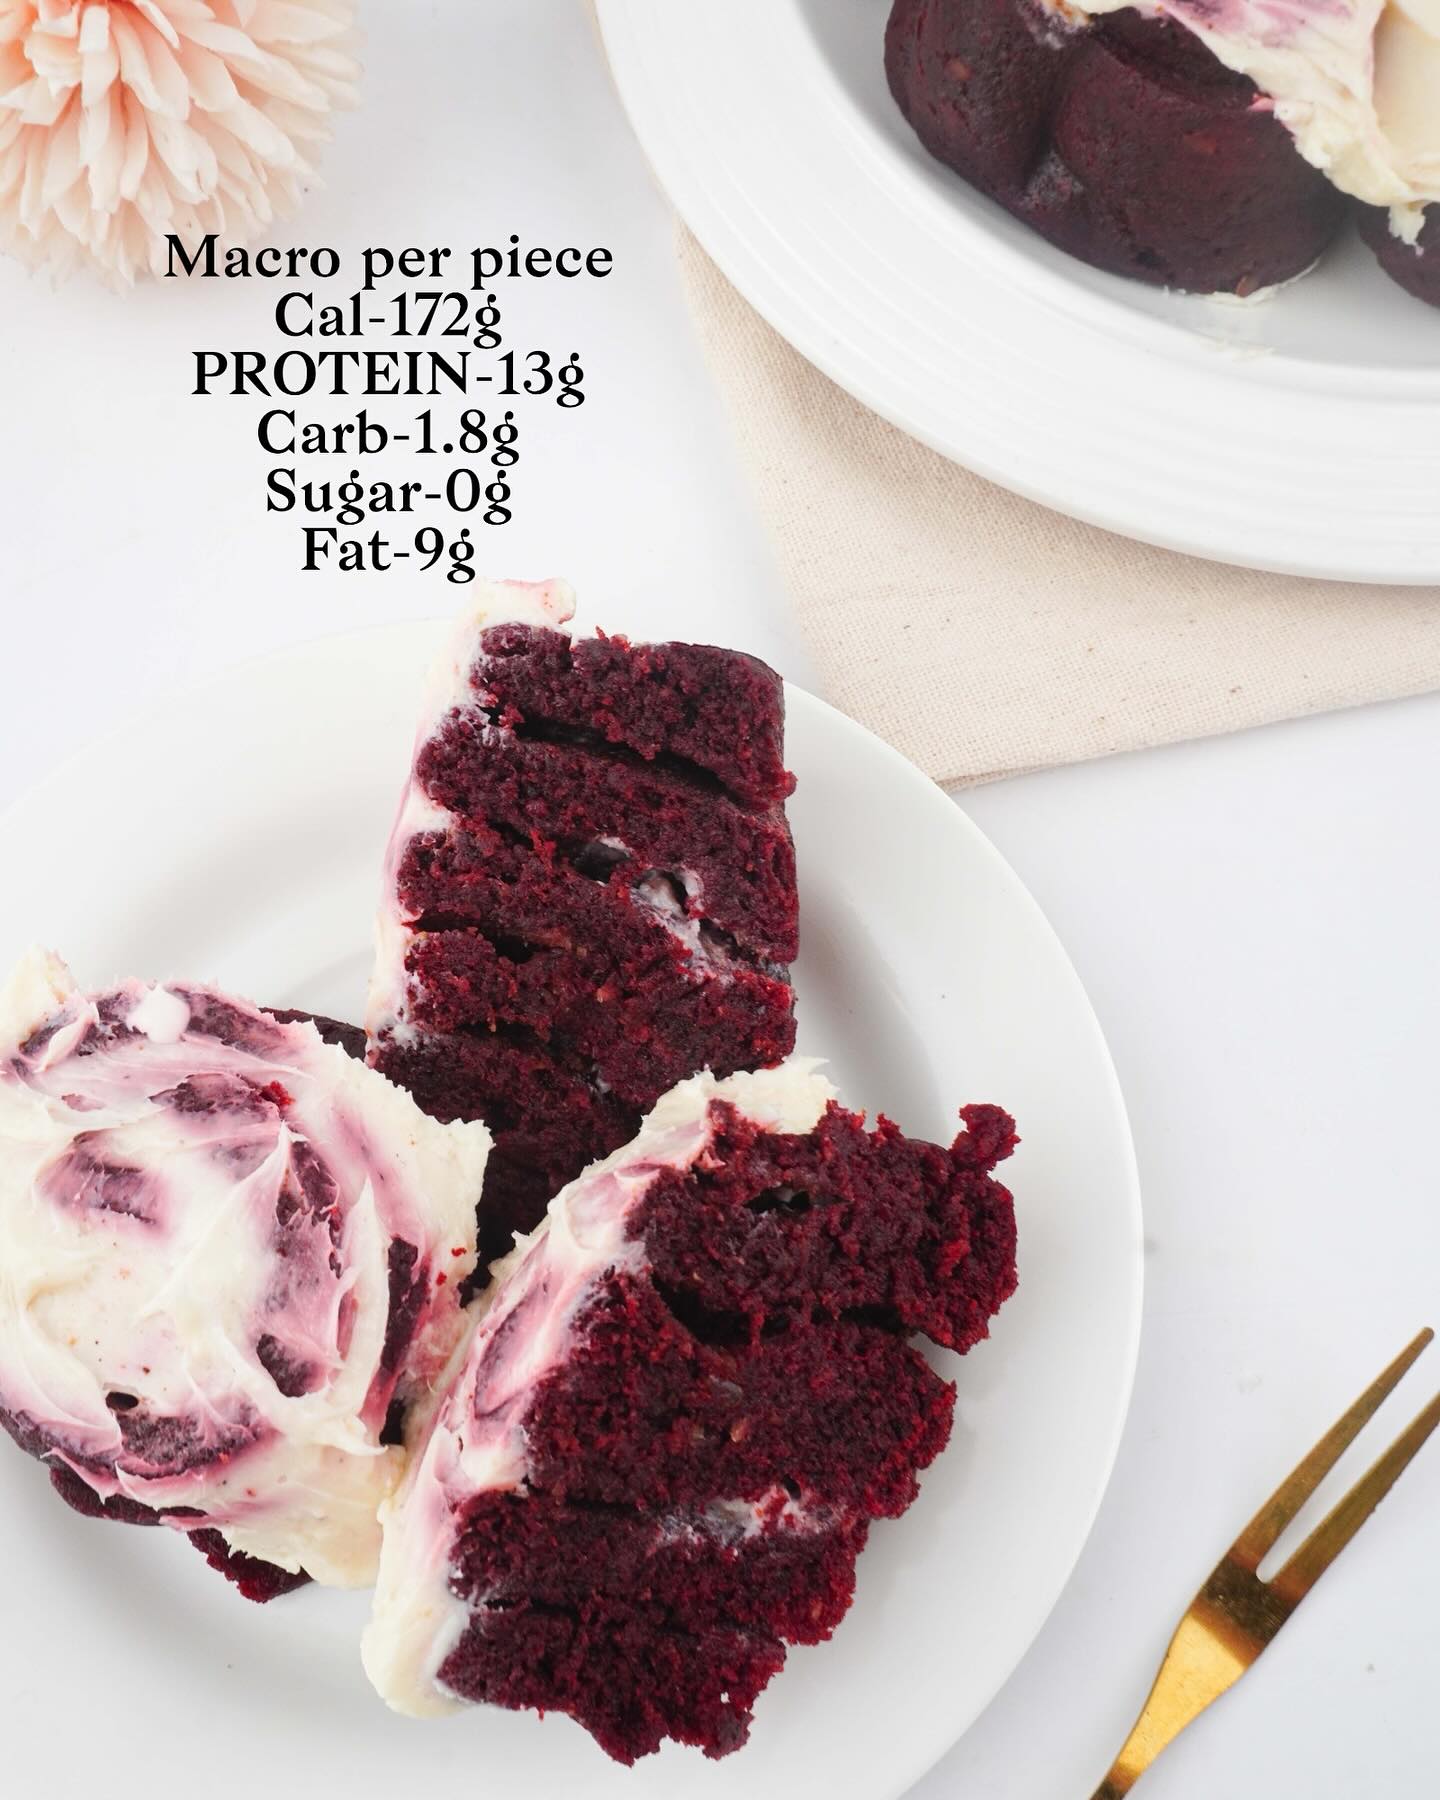 Macro per piece
Cal-172g
PROTEIN-13g
Carb-1.8g
Sugar-0g
Fat-9g